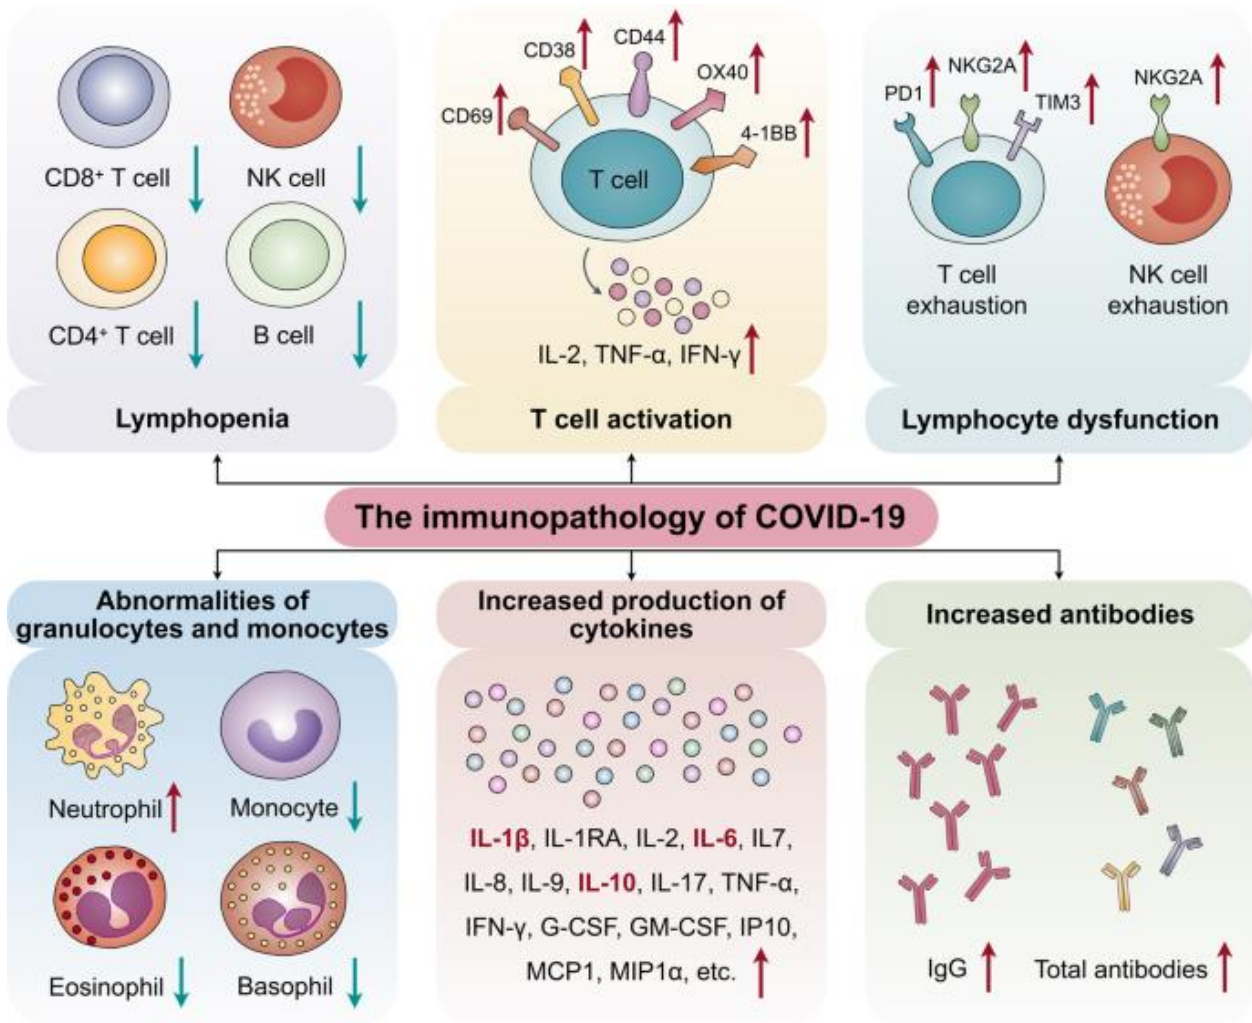 CD8⁺ T cell
NK cell
CD4⁺ T cell
B cell
Lymphopenia
CD69
CD38
CD44
OX40
4-1BB
T cell
IL-2, TNF-α, IFN-γ
T cell activation
PD1
NKG2A
TIM3
NKG2A
T cell
exhaustion
NK cell
exhaustion
Lymphocyte dysfunction
The immunopathology of COVID-19
Abnormalities of
granulocytes and monocytes
Neutrophil
Monocyte
Eosinophil
Basophil
Increased production of
cytokines
IL-1β, IL-1RA, IL-2, IL-6, IL7,
IL-8, IL-9, IL-10, IL-17, TNF-α,
IFN-γ, G-CSF, GM-CSF, IP10,
MCP1, MIP1α, etc.
Increased antibodies
IgG
Total antibodies